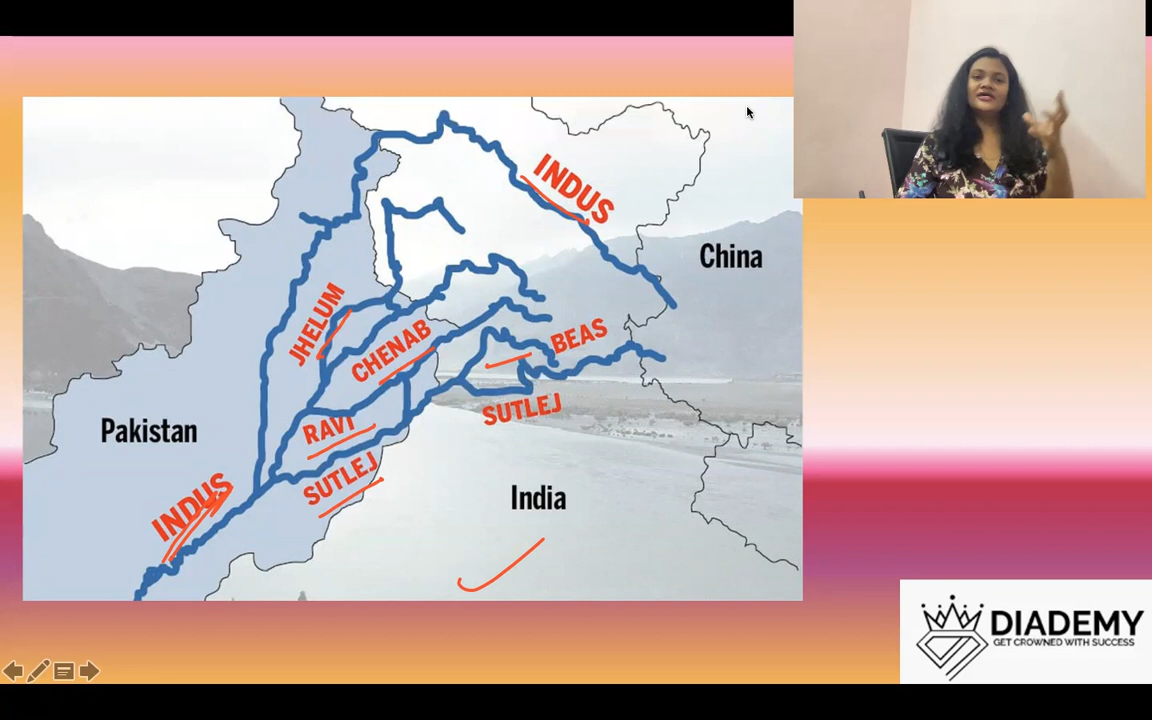 INDUS
China
JHELUM
CHENAB
BEAS
SUTLEJ
Pakistan
RAVI
SUTLEJ
INDUS
India
DIADEMY
GET CROWNED WITH SUCCESS